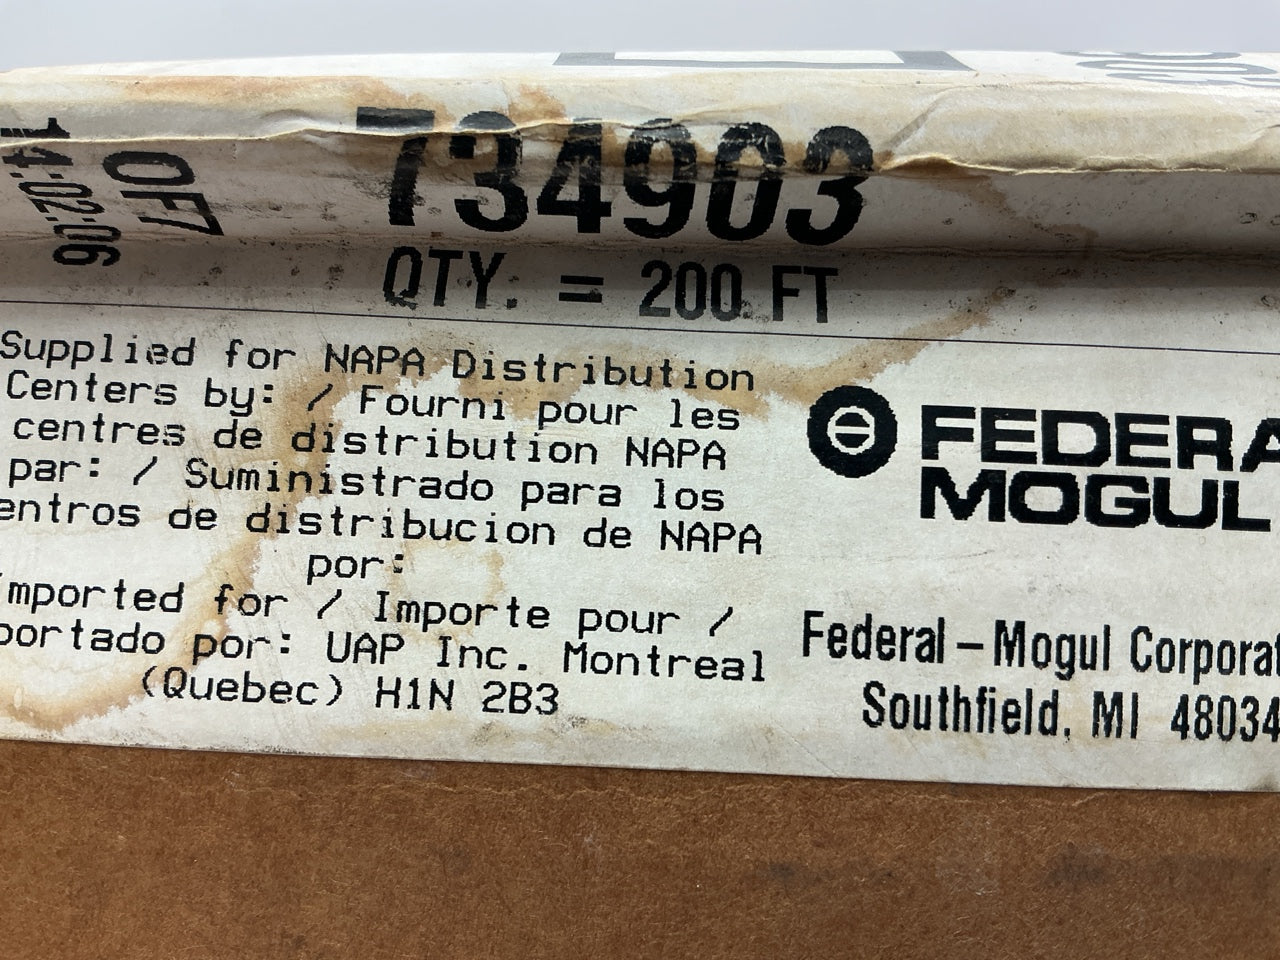 734903
OF7
14:02:06
QTY. = 200 FT
Supplied for NAPA Distribution
Centers by: / Fourni pour les
centres de distribution NAPA
par: / Suministrado para los
entros de distribucion de NAPA
por:
mported for / Importe pour /
portado por: UAP Inc. Montreal
(Quebec) H1N 2B3
FEDERA
MOGUL
Federal-Mogul Corporat
Southfield, MI 48034